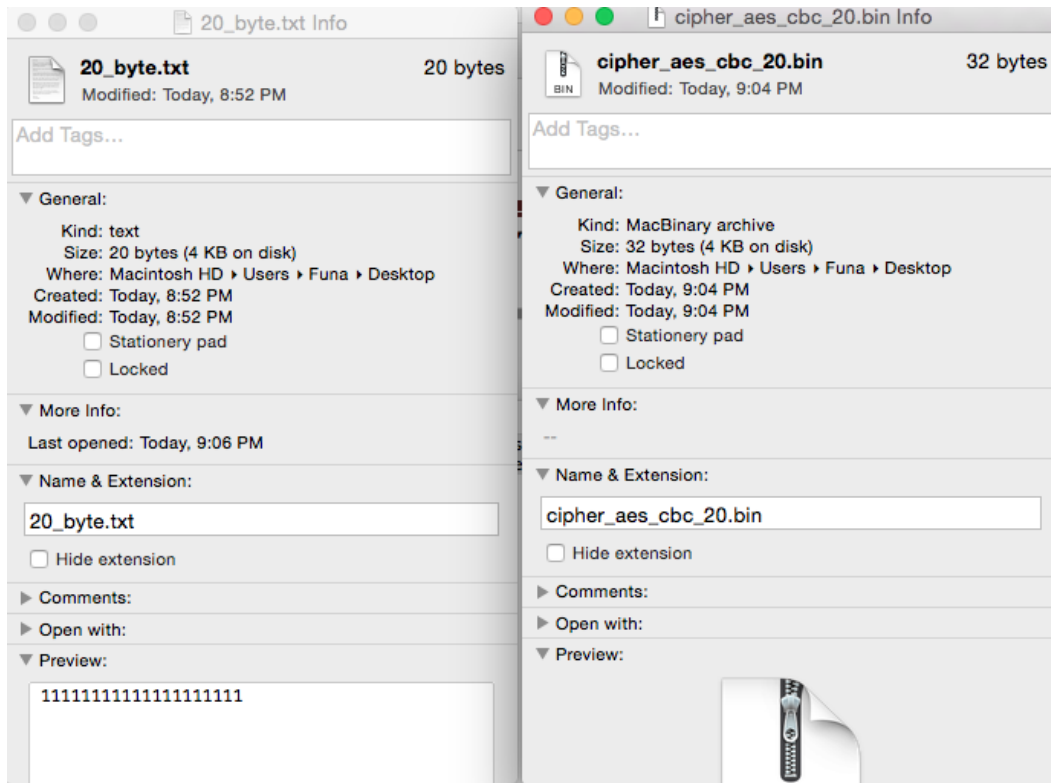 20_byte.txt Info
20_byte.txt 20 bytes
Modified: Today, 8:52 PM
Add Tags...
General:
Kind: text
Size: 20 bytes (4 KB on disk)
Where: Macintosh HD ▸ Users ▸ Funa ▸ Desktop
Created: Today, 8:52 PM
Modified: Today, 8:52 PM
Stationery pad
Locked
More Info:
Last opened: Today, 9:06 PM
Name & Extension:
20_byte.txt
Hide extension
Comments:
Open with:
Preview:
11111111111111111111
cipher_aes_cbc_20.bin Info
BIN
cipher_aes_cbc_20.bin 32 bytes
Modified: Today, 9:04 PM
Add Tags...
General:
Kind: MacBinary archive
Size: 32 bytes (4 KB on disk)
Where: Macintosh HD ▸ Users ▸ Funa ▸ Desktop
Created: Today, 9:04 PM
Modified: Today, 9:04 PM
Stationery pad
Locked
More Info:
--
Name & Extension:
cipher_aes_cbc_20.bin
Hide extension
Comments:
Open with:
Preview: